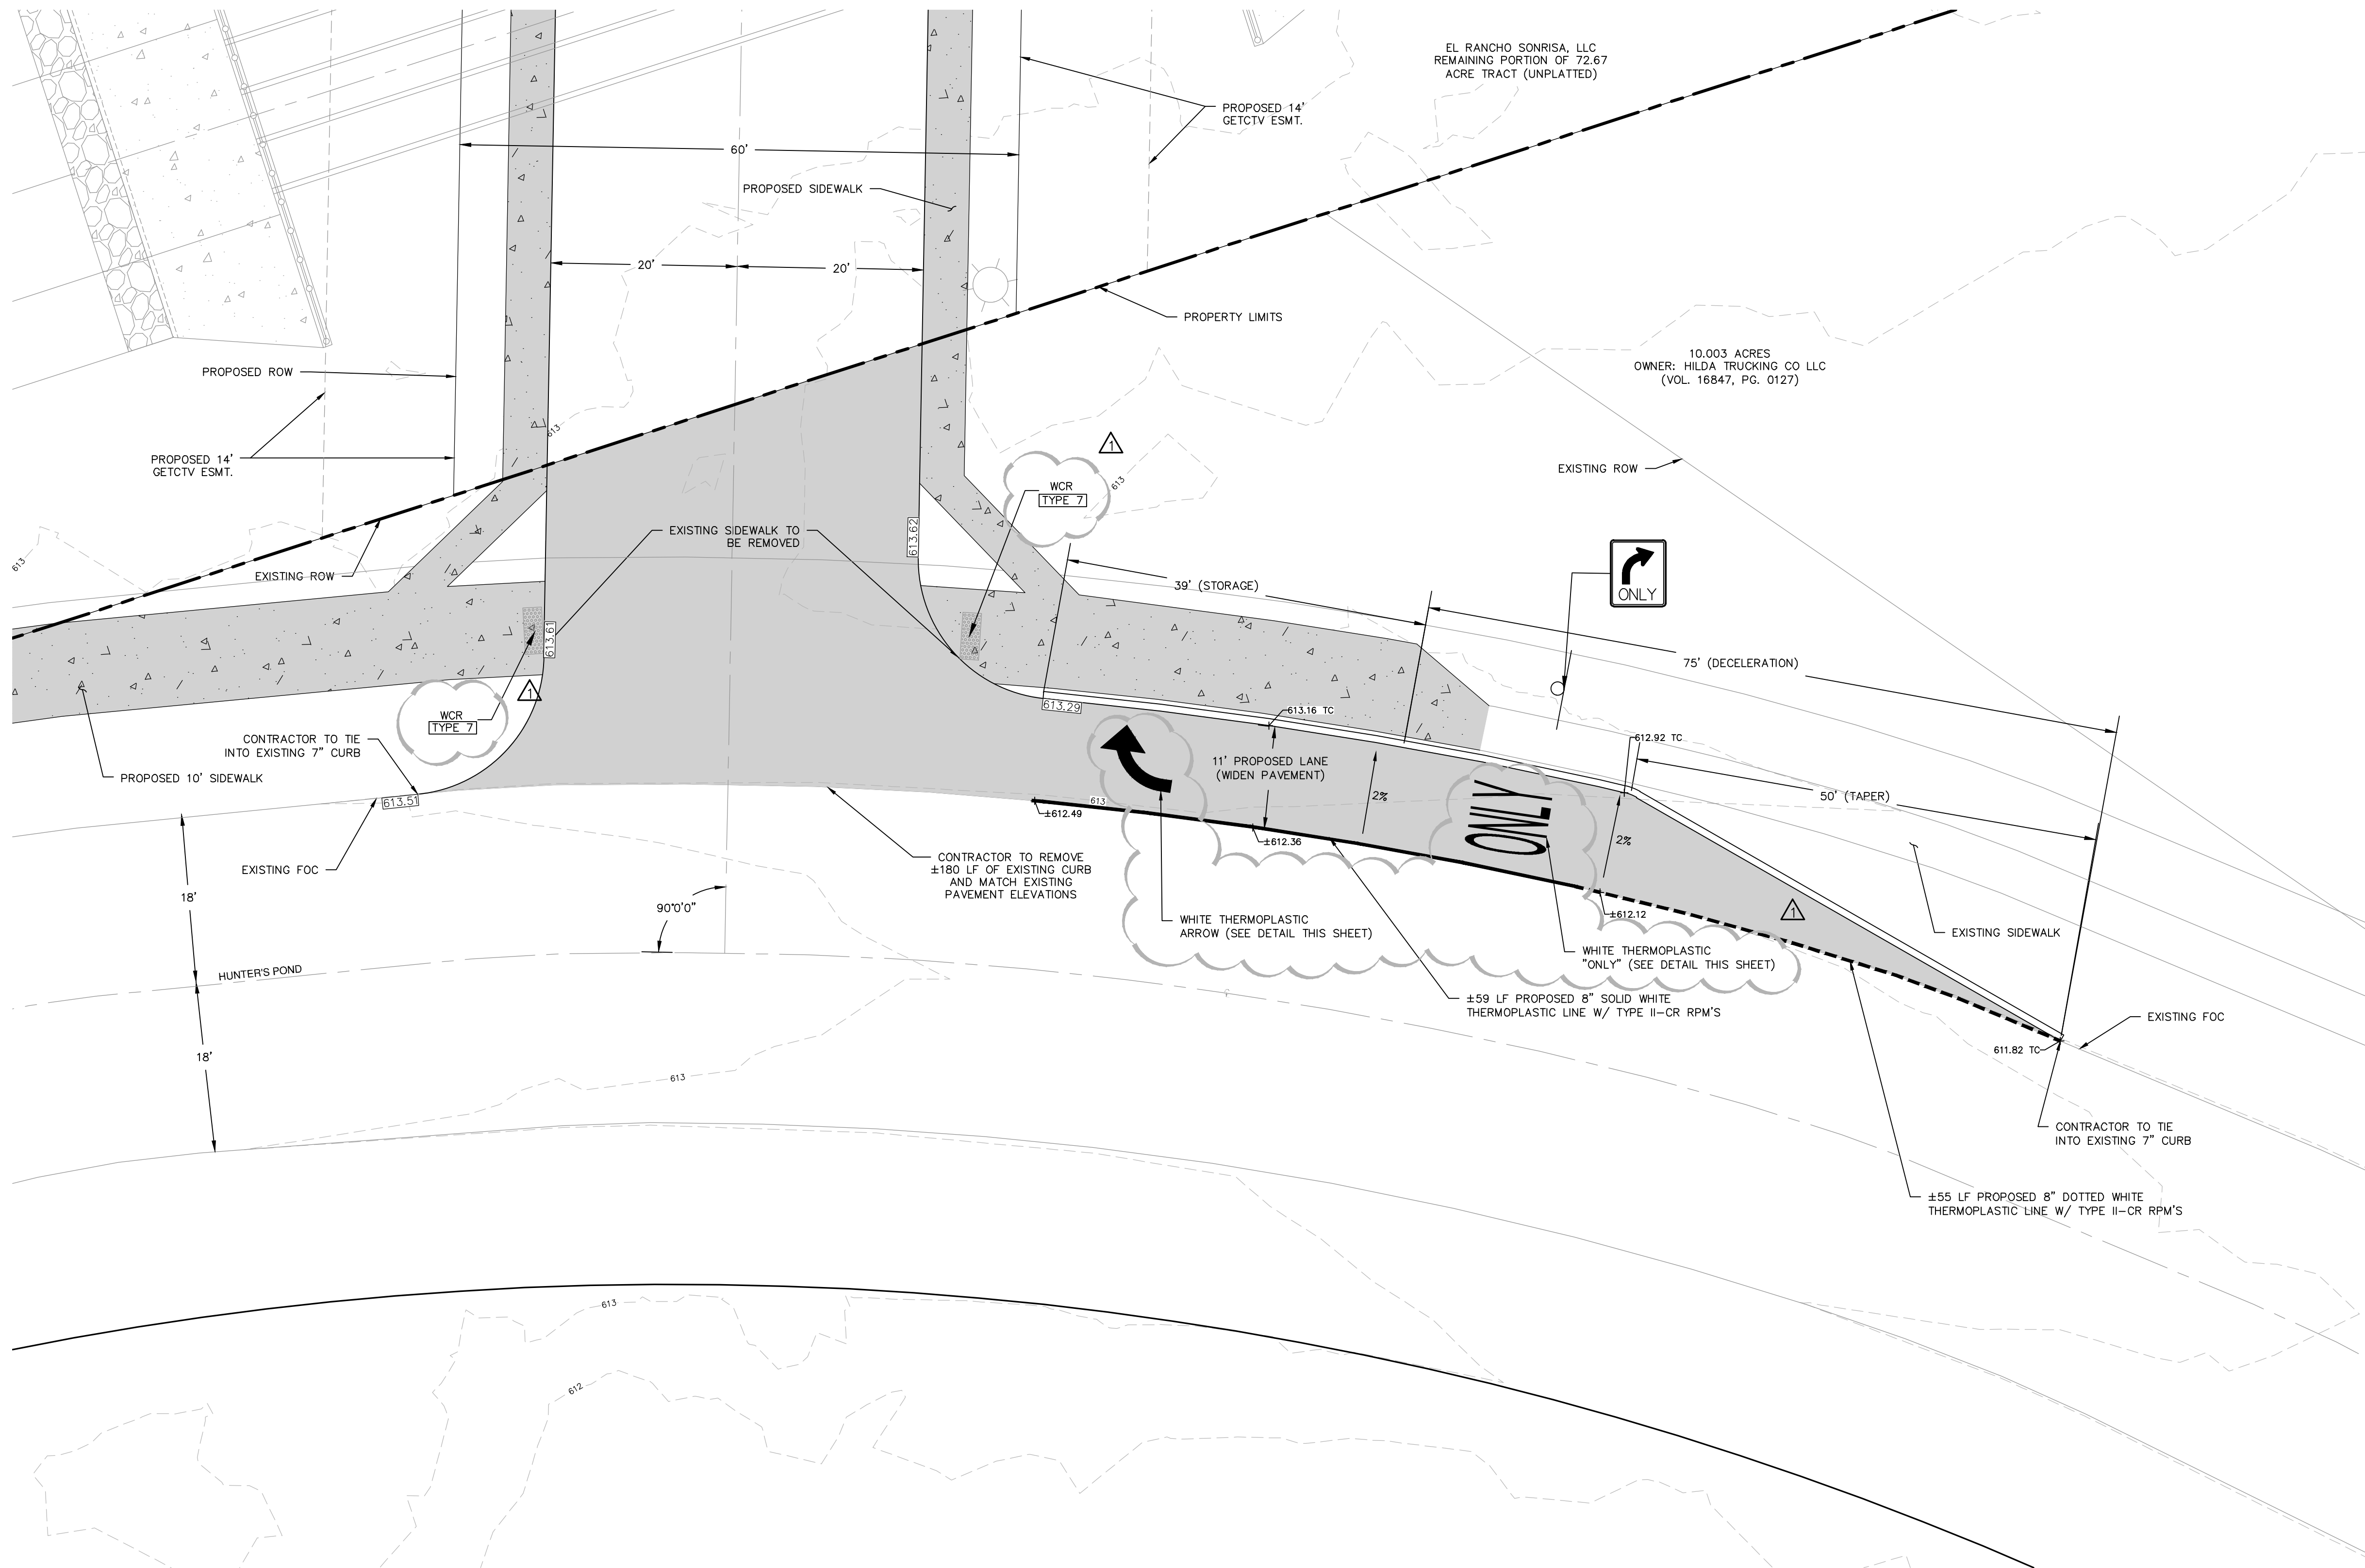 EL RANCHO SONRISA, LLC
REMAINING PORTION OF 72.67
ACRE TRACT (UNPLATTED)
PROPOSED 14'
GETCTV ESMT.
60'
PROPOSED SIDEWALK
20'
20'
PROPERTY LIMITS
PROPOSED ROW
10.003 ACRES
OWNER: HILDA TRUCKING CO LLC
(VOL. 16847, PG. 0127)
613
1
PROPOSED 14'
GETCTV ESMT.
EXISTING ROW
WCR
TYPE 7
613
613.62
EXISTING SIDEWALK TO
BE REMOVED
613
EXISTING ROW
39' (STORAGE)
ONLY
613.61
75' (DECELERATION)
1
WCR
TYPE 7
613.29
613.16 TC
CONTRACTOR TO TIE
INTO EXISTING 7" CURB
612.92 TC
11' PROPOSED LANE
(WIDEN PAVEMENT)
PROPOSED 10' SIDEWALK
613.51
2%
50' (TAPER)
613
±612.49
ONLY
±612.36
2%
EXISTING FOC
CONTRACTOR TO REMOVE
±180 LF OF EXISTING CURB
AND MATCH EXISTING
PAVEMENT ELEVATIONS
18'
90°0'0"
±612.12
1
WHITE THERMOPLASTIC
ARROW (SEE DETAIL THIS SHEET)
EXISTING SIDEWALK
WHITE THERMOPLASTIC
"ONLY" (SEE DETAIL THIS SHEET)
HUNTER'S POND
±59 LF PROPOSED 8" SOLID WHITE
THERMOPLASTIC LINE W/ TYPE II-CR RPM'S
EXISTING FOC
18'
611.82 TC
613
CONTRACTOR TO TIE
INTO EXISTING 7" CURB
±55 LF PROPOSED 8" DOTTED WHITE
THERMOPLASTIC LINE W/ TYPE II-CR RPM'S
613
612